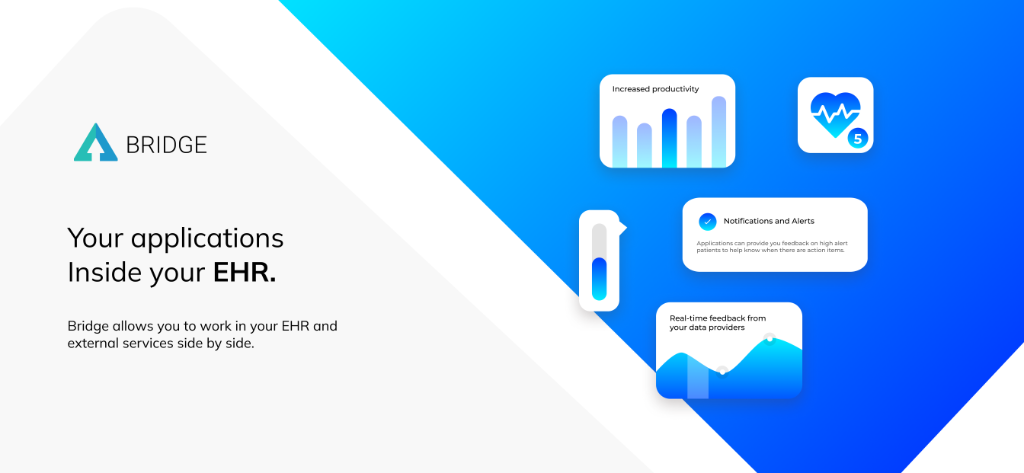 BRIDGE
Your applications
Inside your EHR.
Bridge allows you to work in your EHR and
external services side by side.
Increased productivity
5
Notifications and Alerts
Applications can provide you feedback on high alert
patients to help know when there are action items.
Real-time feedback from
your data providers